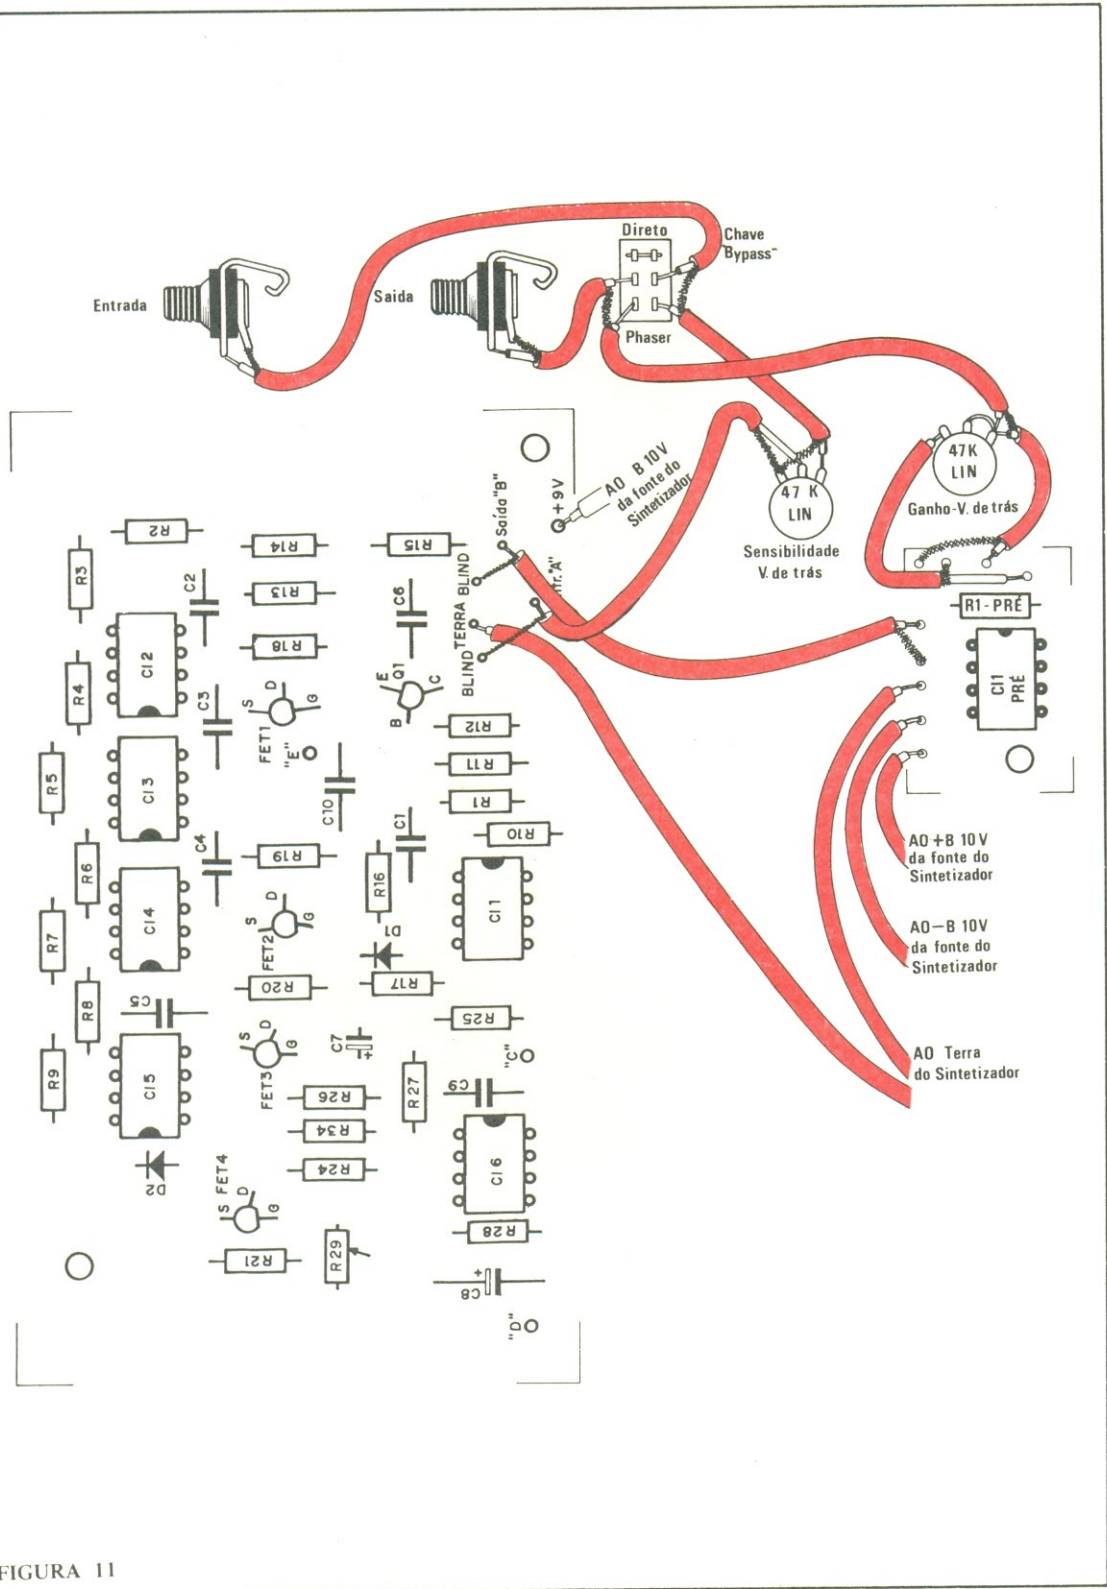 Direto
Chave
"Bypass"
Entrada
Saida
Phaser
47K
LIN
Ganho-V. de trás
47 K
LIN
Sensibilidade
V. de trás
AO B 10V
da fonte do
Sintetizador
+9V
Saída "B"
BLIND
TERRA
BLIND
R1-PRÉ
CI1
PRÉ
AO +B 10V
da fonte do
Sintetizador
AO-B 10V
da fonte do
Sintetizador
AO Terra
do Sintetizador
R2
R14
R15
R3
C2
R13
C6
R18
CI2
R4
C3
S
D
G
FET1
"E"
E
Q1
C
B
R12
R11
R1
R10
R5
CI3
C10
C4
R19
C1
R6
R16
CI1
R7
CI4
S
D
G
FET2
D1
R20
R17
R8
C5
R25
R9
CI5
S
D
G
FET3
C7
+
"C"
R27
C9
R26
R34
R24
CI6
D2
FET4
S
D
G
R28
R21
R29
C8
+
"D"
FIGURA 11